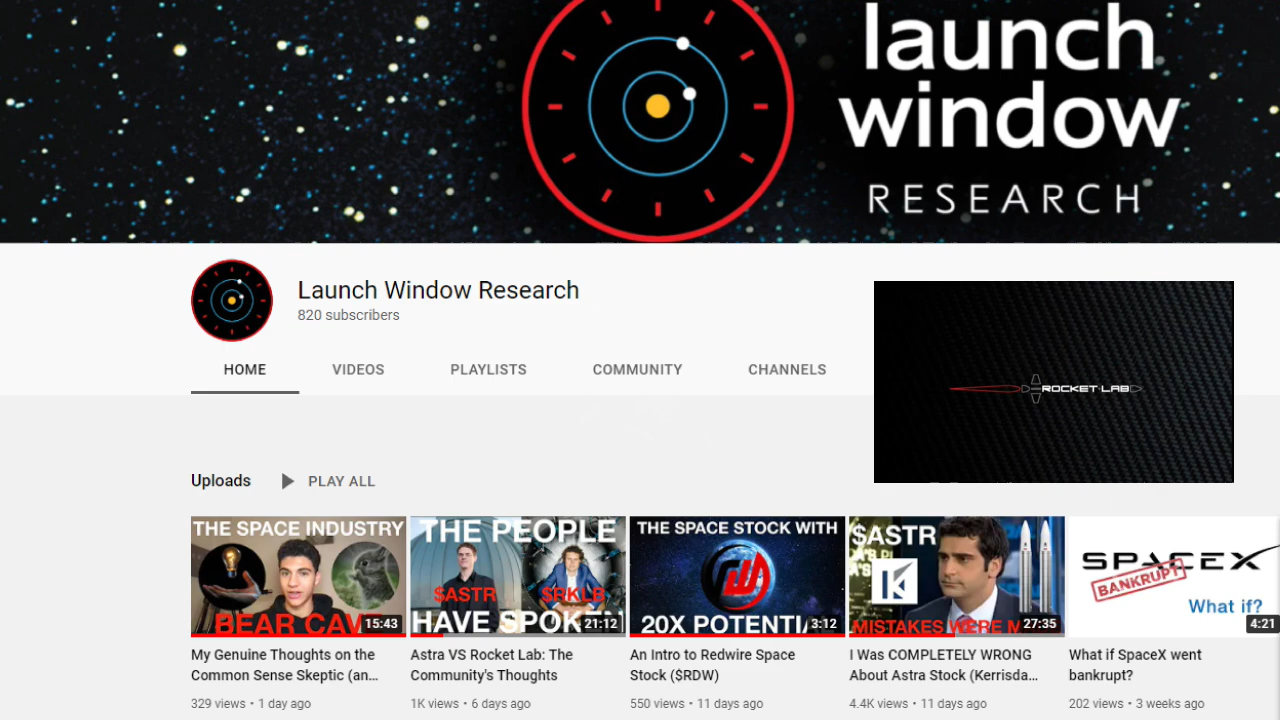 launch
window
RESEARCH
Launch Window Research
820 subscribers
HOME VIDEOS PLAYLISTS COMMUNITY CHANNELS
ROCKET LAB
Uploads PLAY ALL
THE SPACE INDUSTRY
BEAR CAV
15:43
THE PEOPLE
$ASTR $RKLB
HAVE SPOK
21:12
THE SPACE STOCK WITH
20X POTENTIA
3:12
$ASTR
K
MISTAKES WERE M
27:35
SPACEX
BANKRUPT
What if?
4:21
My Genuine Thoughts on the
Common Sense Skeptic (an...
329 views • 1 day ago
Astra VS Rocket Lab: The
Community's Thoughts
1K views • 6 days ago
An Intro to Redwire Space
Stock ($RDW)
550 views • 11 days ago
I Was COMPLETELY WRONG
About Astra Stock (Kerrisda...
4.4K views • 11 days ago
What if SpaceX went
bankrupt?
202 views • 3 weeks ago